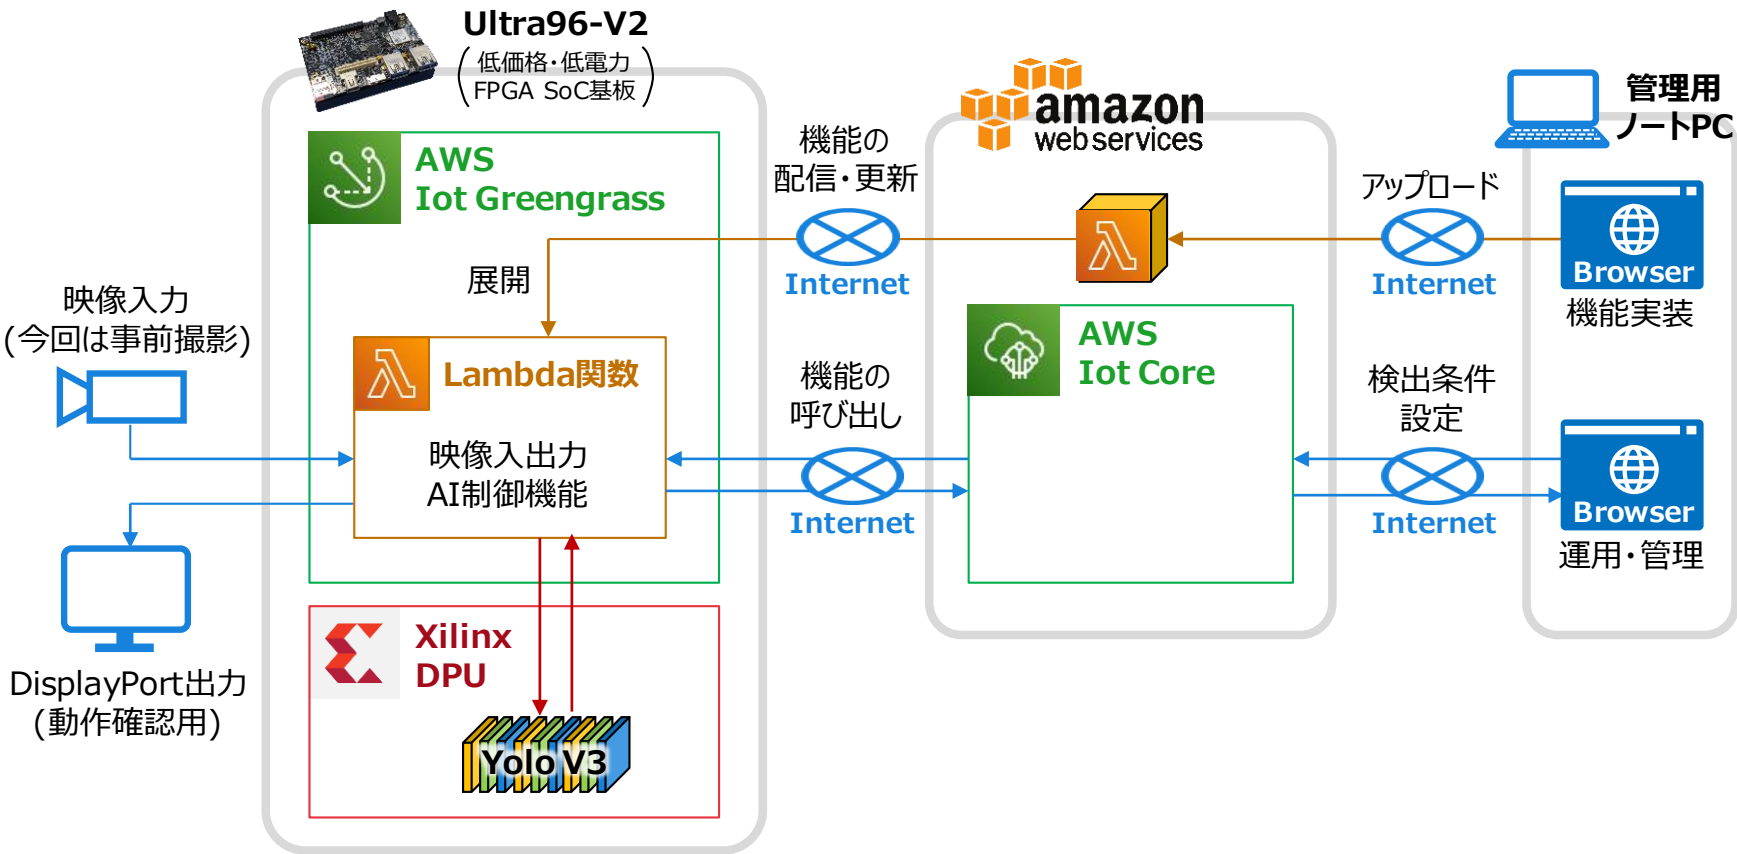 Ultra96-V2
低価格・低電力
FPGA SoC基板
amazon
web services
管理用
ノートPC
AWS
Iot Greengrass
機能の
配信・更新
Internet
アップロード
Internet
Browser
機能実装
展開
映像入力
(今回は事前撮影)
Lambda関数
映像入出力
AI制御機能
機能の
呼び出し
Internet
AWS
Iot Core
検出条件
設定
Internet
Browser
運用・管理
DisplayPort出力
(動作確認用)
Xilinx
DPU
Yolo V3